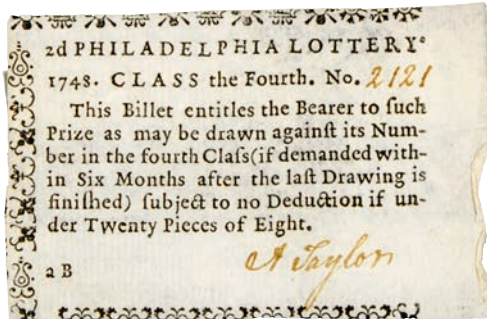 2d PHILADELPHIA LOTTERY
1748. CLASS the Fourth. No. 2121
This Billet entitles the Bearer to ſuch
Prize as may be drawn againſt its Num-
ber in the fourth Claſs(if demanded with-
in Six Months after the laſt Drawing is
finiſhed) ſubject to no Deduction if un-
der Twenty Pieces of Eight.
A Taylor
2 B